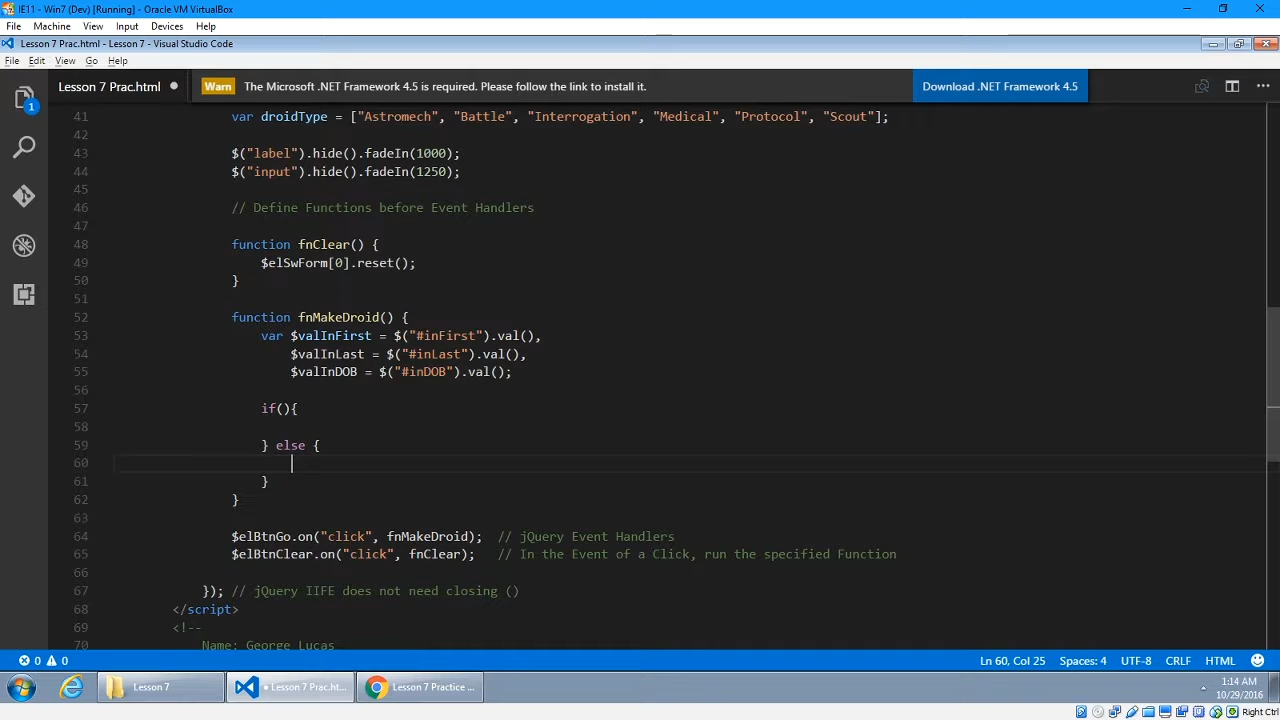 IE11 - Win7 (Dev) [Running] - Oracle VM VirtualBox
File Machine View Input Devices Help
Lesson 7 Prac.html - Lesson 7 - Visual Studio Code
File Edit View Go Help
Lesson 7 Prac.html
Warn The Microsoft .NET Framework 4.5 is required. Please follow the link to install it. Download .NET Framework 4.5
1
41 var droidType = ["Astromech", "Battle", "Interrogation", "Medical", "Protocol", "Scout"];
42
43 $("label").hide().fadeIn(1000);
44 $("input").hide().fadeIn(1250);
45
46 // Define Functions before Event Handlers
47
48 function fnClear() {
49 $elSwForm[0].reset();
50 }
51
52 function fnMakeDroid() {
53 var $valInFirst = $("#inFirst").val(),
54 $valInLast = $("#inLast").val(),
55 $valInDOB = $("#inDOB").val();
56
57 if(){
58
59 } else {
60
61 }
62 }
63
64 $elBtnGo.on("click", fnMakeDroid); // jQuery Event Handlers
65 $elBtnClear.on("click", fnClear); // In the Event of a Click, run the specified Function
66
67 }); // jQuery IIFE does not need closing ()
68 </script>
69 <!--
70 Name: George Lucas
0 0 Ln 60, Col 25 Spaces: 4 UTF-8 CRLF HTML
Lesson 7 Lesson 7 Prac.ht... Lesson 7 Practice ... 1:14 AM
10/29/2016
Right Ctrl